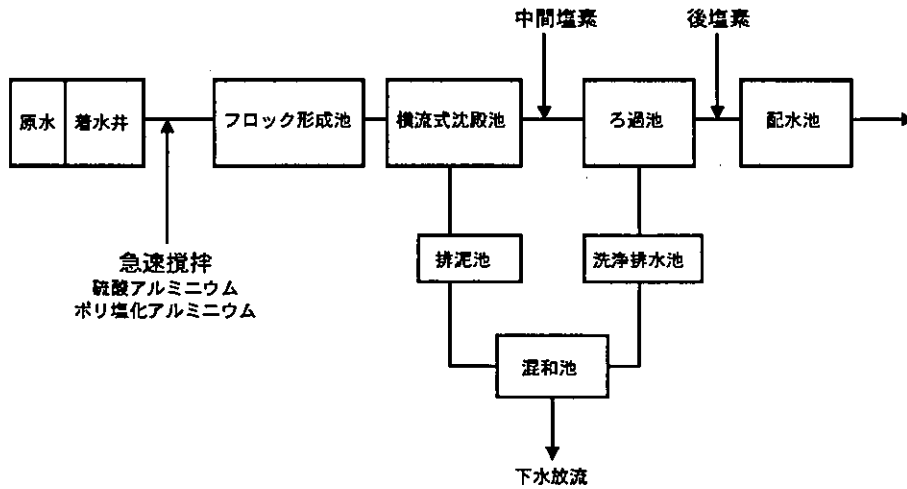 中間塩素
後塩素
原水
着水井
フロック形成池
横流式沈殿池
ろ過池
配水池
急速攪拌
硫酸アルミニウム
ポリ塩化アルミニウム
排泥池
洗浄排水池
混和池
下水放流